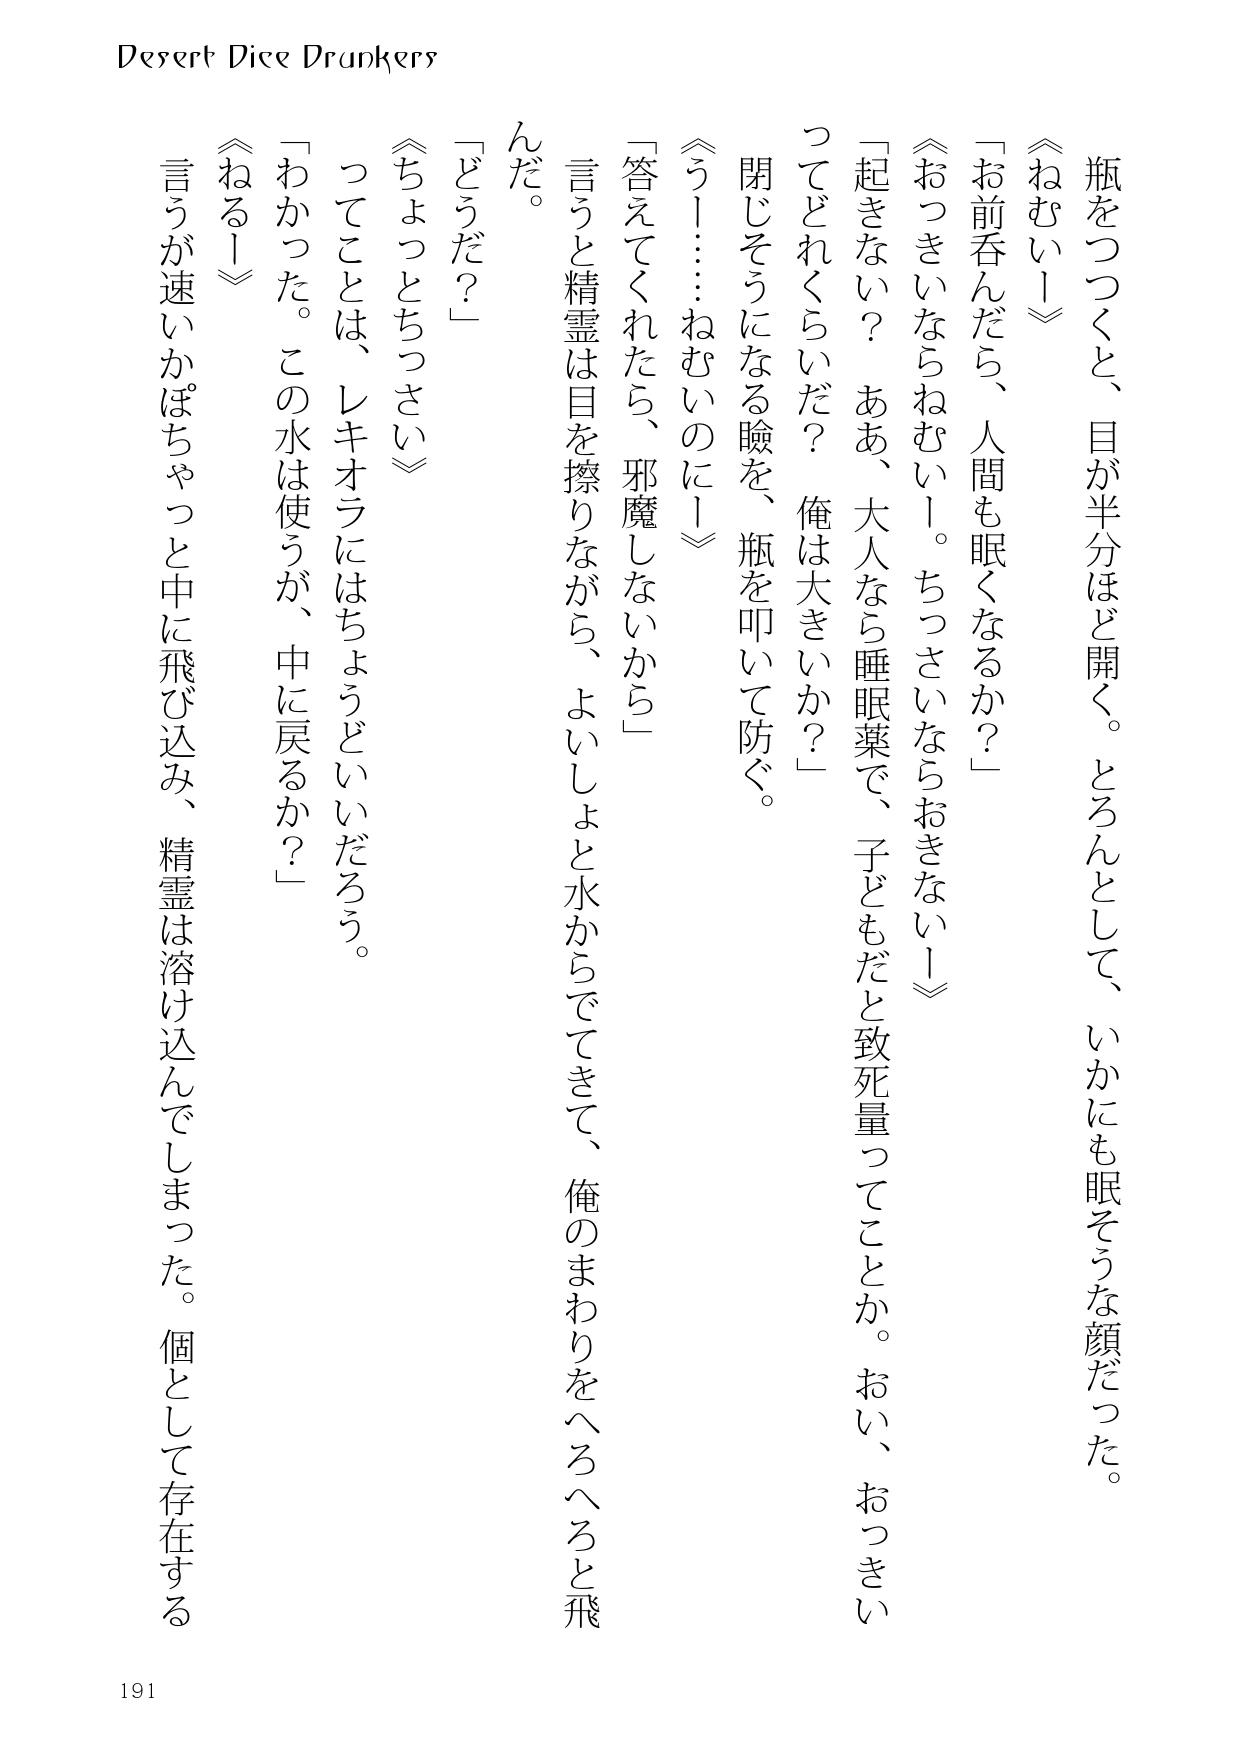 Desert Dice Drunkers
　瓶をつつくと、目が半分ほど開く。とろんとして、いかにも眠そうな顔だった。
《ねむいー》
「お前呑んだら、人間も眠くなるか？」
《おっきいならねむいー。ちっさいならおきないー》
「起きない？　ああ、大人なら睡眠薬で、子どもだと致死量ってことか。おい、おっきい
ってどれくらいだ？　俺は大きいか？」
　閉じそうになる瞼を、瓶を叩いて防ぐ。
《うー……ねむいのにー》
「答えてくれたら、邪魔しないから」
　言うと精霊は目を擦りながら、よいしょと水からでてきて、俺のまわりをへろへろと飛
んだ。
「どうだ？」
《ちょっとちっさい》
　ってことは、レキオラにはちょうどいいだろう。
「わかった。この水は使うが、中に戻るか？」
《ねるー》
　言うが速いかぽちゃっと中に飛び込み、精霊は溶け込んでしまった。個として存在する
191